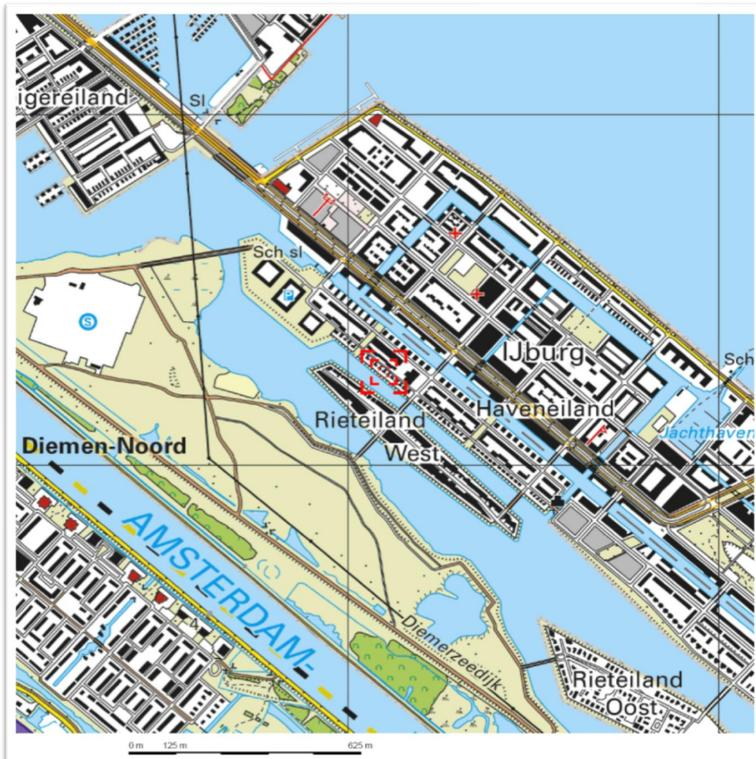 igereiland
Sl
Sch sl
P
S
IJburg
Sch
Rieteiland
Haveneiland
West
Jachthaven
Diemen-Noord
AMSTERDAM-
Diemerzeedijk
Rieteiland
Oost
0 m 125 m 625 m